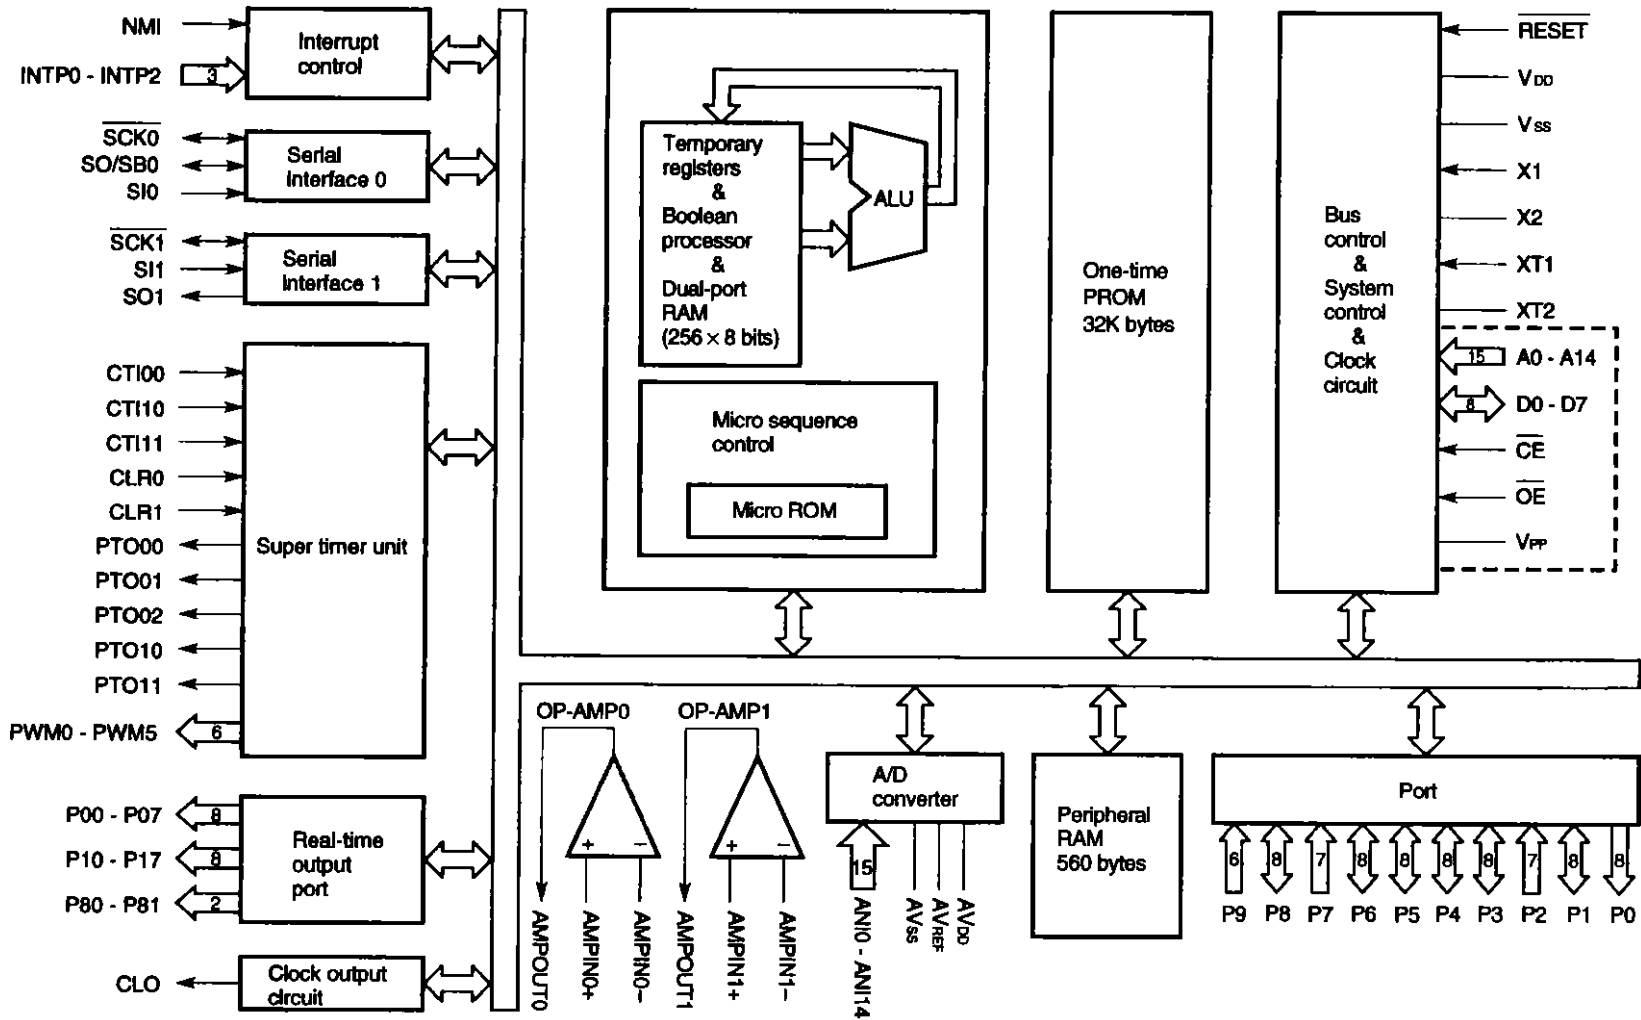 NMI
INTP0 - INTP2
3
Interrupt
control
SCK0
SO/SB0
SI0
Serial
Interface 0
SCK1
SI1
SO1
Serial
Interface 1
CTI00
CTI10
CTI11
CLR0
CLR1
PTO00
PTO01
PTO02
PTO10
PTO11
PWM0 - PWM5
6
Super timer unit
P00 - P07
8
P10 - P17
8
P80 - P81
2
Real-time
output
port
CLO
Clock output
circuit
Temporary
registers
&
Boolean
processor
&
Dual-port
RAM
(256 × 8 bits)
ALU
Micro sequence
control
Micro ROM
One-time
PROM
32K bytes
Bus
control
&
System
control
&
Clock
circuit
RESET
VDD
VSS
X1
X2
XT1
XT2
15
A0 - A14
8
D0 - D7
CE
OE
VPP
OP-AMP0
+ −
AMPOUT0
AMPIN0+
AMPIN0−
OP-AMP1
+ −
AMPOUT1
AMPIN1+
AMPIN1−
A/D
converter
15
ANI0 - ANI14
AVSS
AVREF
AVDD
Peripheral
RAM
560 bytes
Port
6 8 7 8 8 8 8 7 8 8
P9 P8 P7 P6 P5 P4 P3 P2 P1 P0